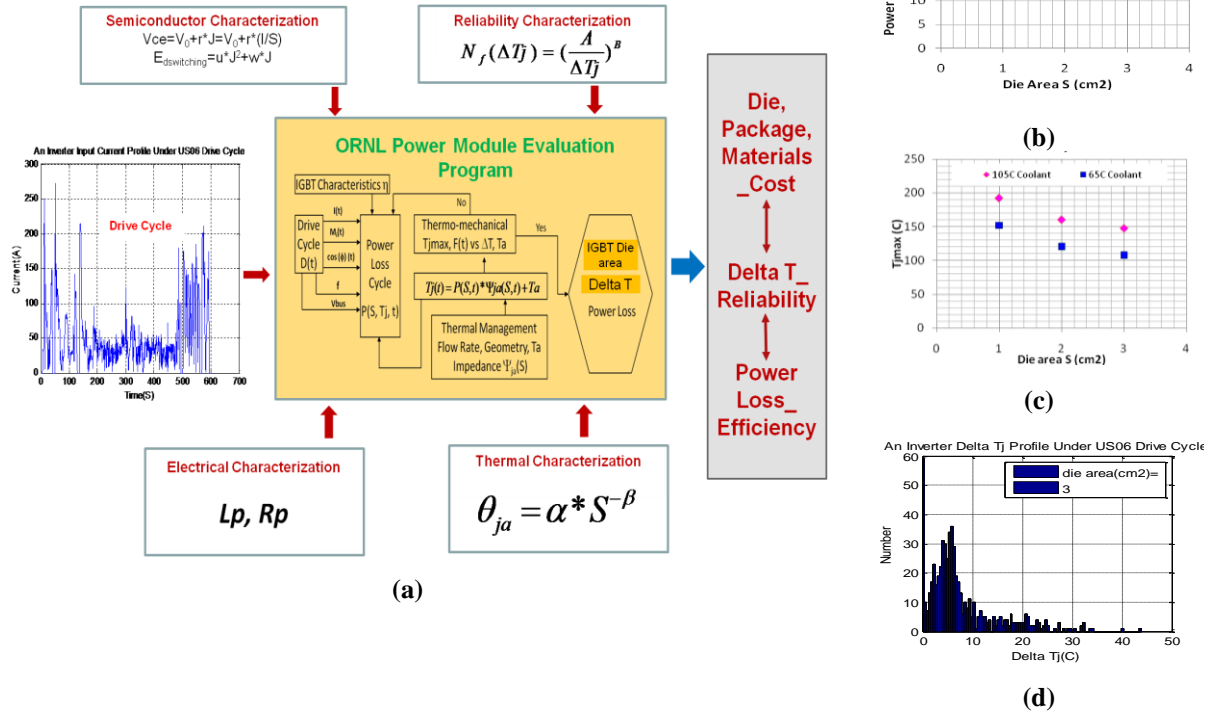 Semiconductor Characterization
Vce=V₀+r*J=V₀+r*(I/S)
E_dswitching=u*J²+w*J
Reliability Characterization
N_f(ΔTj) = (A/ΔTj)^B
An Inverter Input Current Profile Under US06 Drive Cycle
Drive Cycle
Current(A)
300
250
200
150
100
50
0
0 100 200 300 400 500 600 700
Time(S)
ORNL Power Module Evaluation
Program
IGBT Characteristics η
Drive
Cycle
D(t)
I(t)
M,(t)
cos(ϕ)(t)
f
Vbus
Power
Loss
Cycle
P(S, Tj, t)
No
Thermo-mechanical
Tjmax, F(t) vs ΔT, Ta
Yes
Tj(t)=P(S,t)*Ψja(S,t)+Ta
Thermal Management
Flow Rate, Geometry, Ta
Impedance Ψja(S)
IGBT Die
area
Delta T
Power Loss
Die,
Package,
Materials
_Cost
Delta T_
Reliability
Power
Loss_
Efficiency
Electrical Characterization
Lp, Rp
Thermal Characterization
θja = α* S^−β
(a)
Power
10
5
0
0 1 2 3 4
Die Area S (cm2)
(b)
250
200
150
100
50
0
Tjmax (C)
105C Coolant 65C Coolant
0 1 2 3 4
Die area S (cm2)
(c)
An Inverter Delta Tj Profile Under US06 Drive Cycle
die area(cm2)=
3
60
50
40
30
20
10
0
Number
0 10 20 30 40 50
Delta Tj(C)
(d)